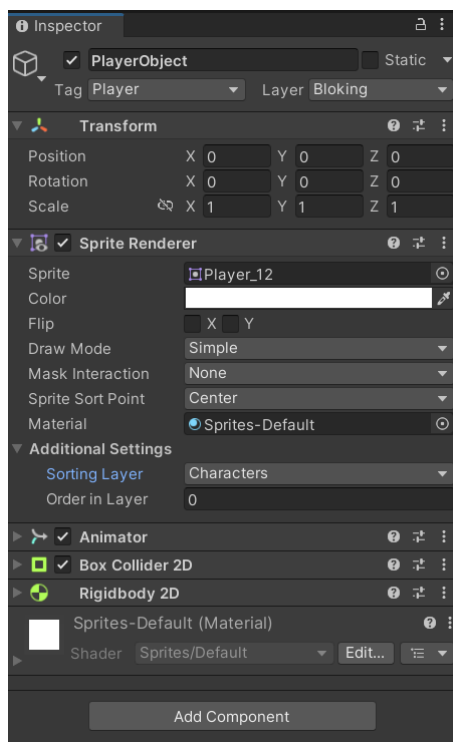 Inspector
PlayerObject Static
Tag Player Layer Bloking
Transform
Position X 0 Y 0 Z 0
Rotation X 0 Y 0 Z 0
Scale X 1 Y 1 Z 1
Sprite Renderer
Sprite Player_12
Color
Flip X Y
Draw Mode Simple
Mask Interaction None
Sprite Sort Point Center
Material Sprites-Default
Additional Settings
Sorting Layer Characters
Order in Layer 0
Animator
Box Collider 2D
Rigidbody 2D
Sprites-Default (Material)
Shader Sprites/Default Edit...
Add Component